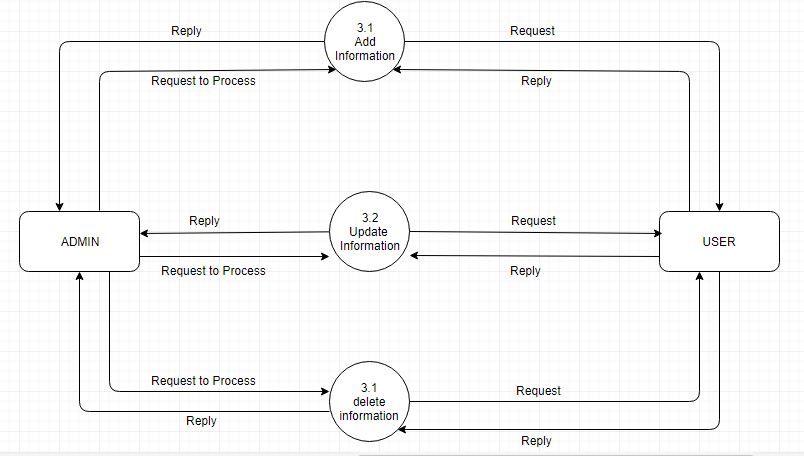 Reply
3.1
Add
Information
Request
Request to Process
Reply
ADMIN
Reply
3.2
Update
Information
Request
USER
Request to Process
Reply
Request to Process
3.1
delete
information
Request
Reply
Reply